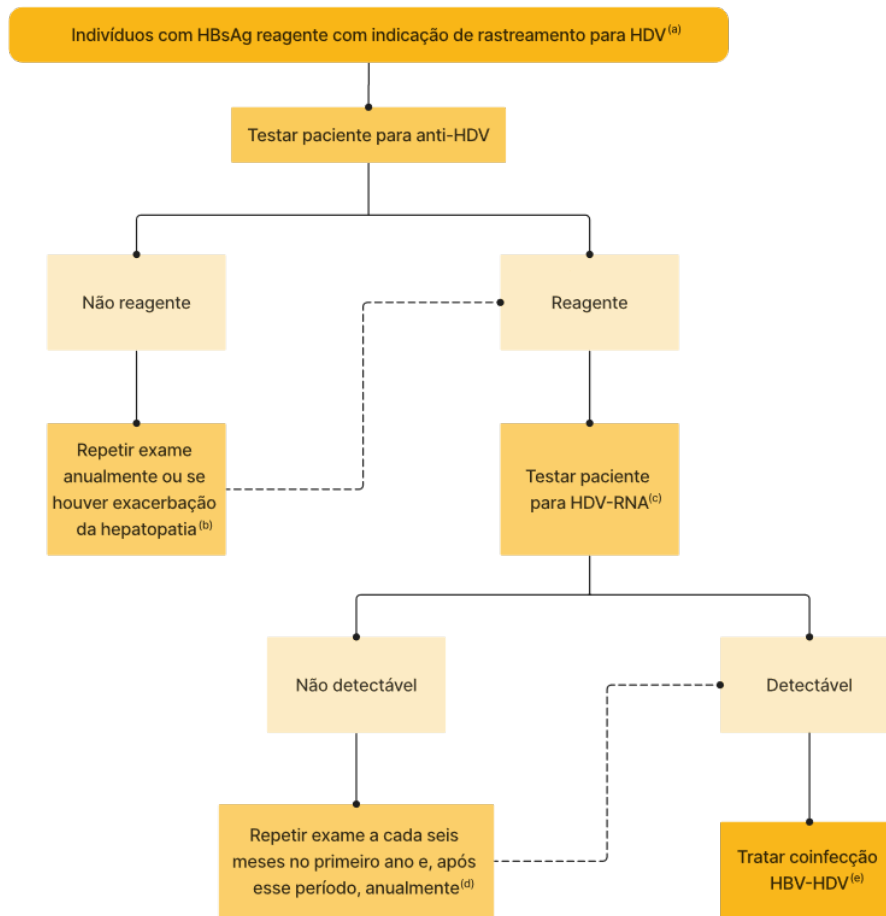 Indivíduos com HBsAg reagente com indicação de rastreamento para HDV(a)
Testar paciente para anti-HDV
Não reagente
Reagente
Repetir exame
anualmente ou se
houver exacerbação
da hepatopatia(b)
Testar paciente
para HDV-RNA(c)
Não detectável
Detectável
Repetir exame a cada seis
meses no primeiro ano e, após
esse período, anualmente(d)
Tratar coinfecção
HBV-HDV(e)